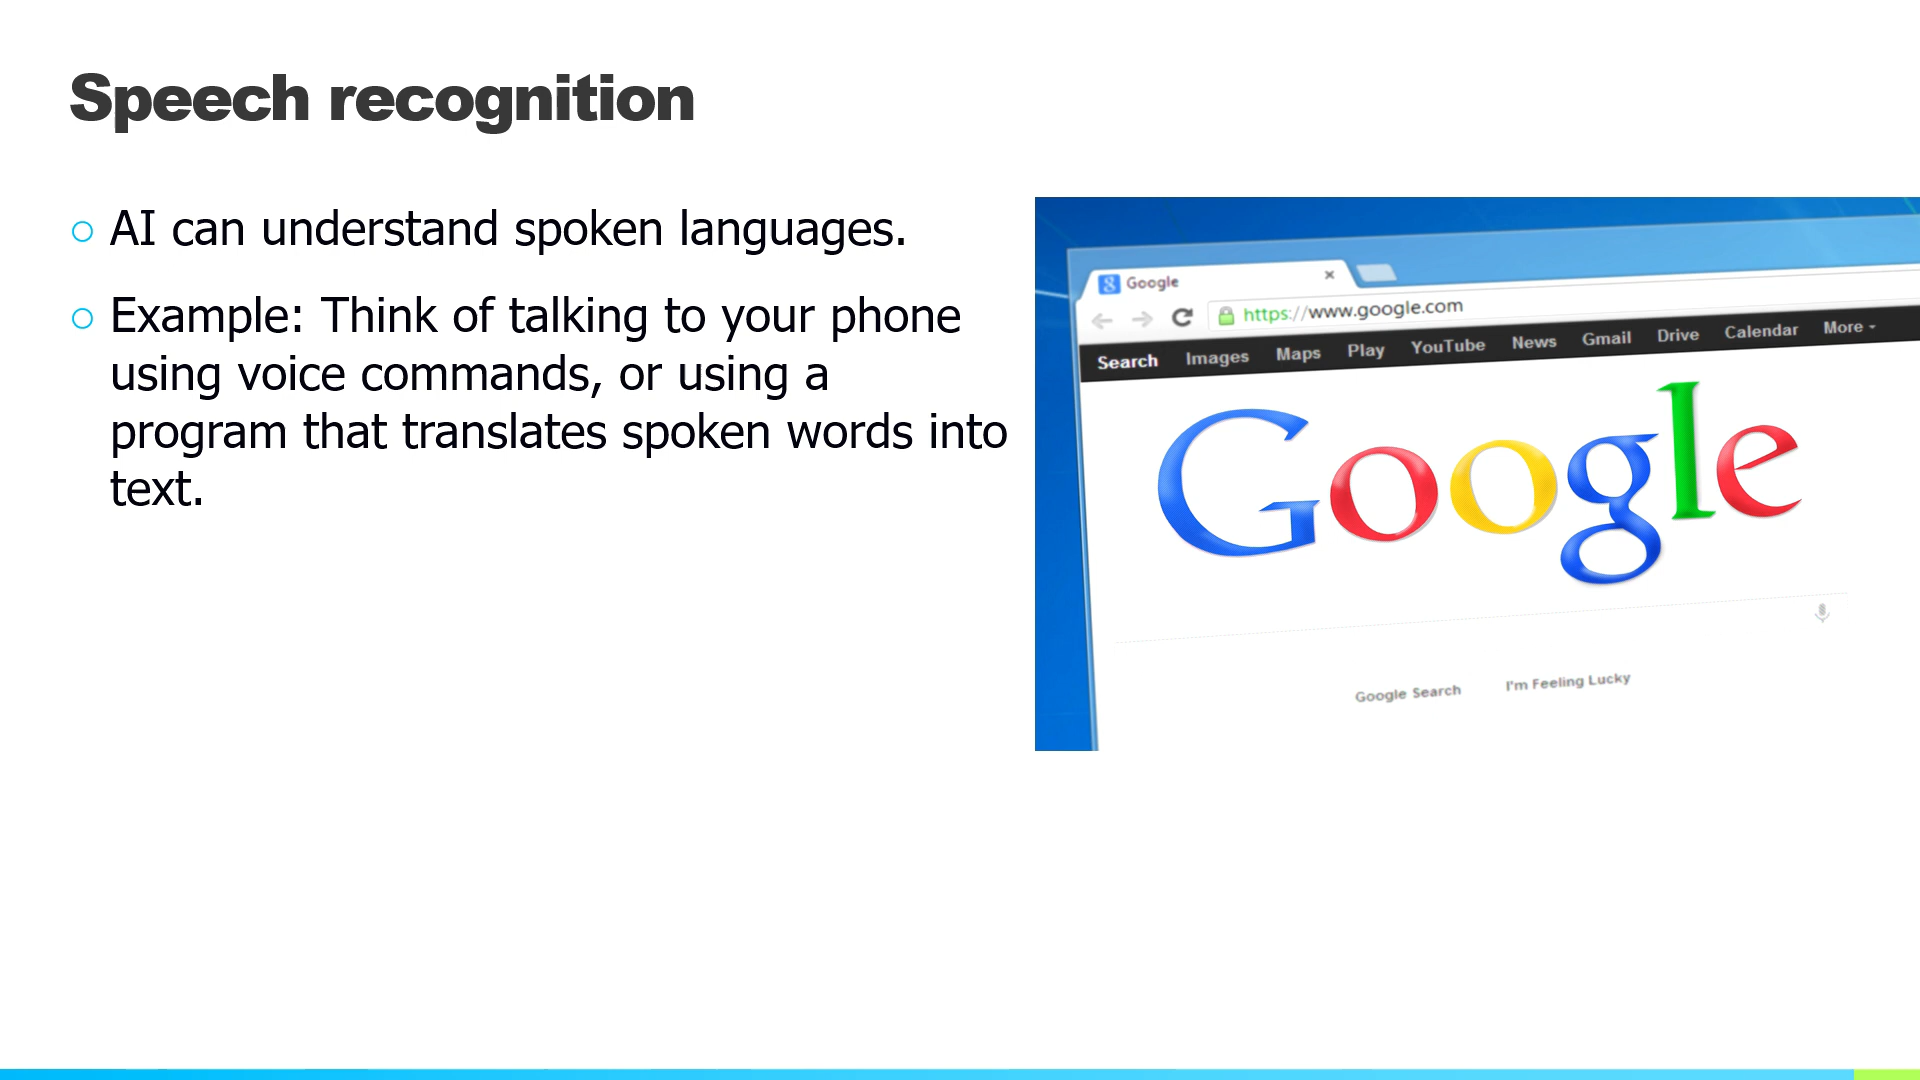 Speech recognition
○ AI can understand spoken languages.
○ Example: Think of talking to your phone
using voice commands, or using a
program that translates spoken words into
text.
Google
https://www.google.com
Search Images Maps Play YouTube News Gmail Drive Calendar More
Google
Google Search I'm Feeling Lucky